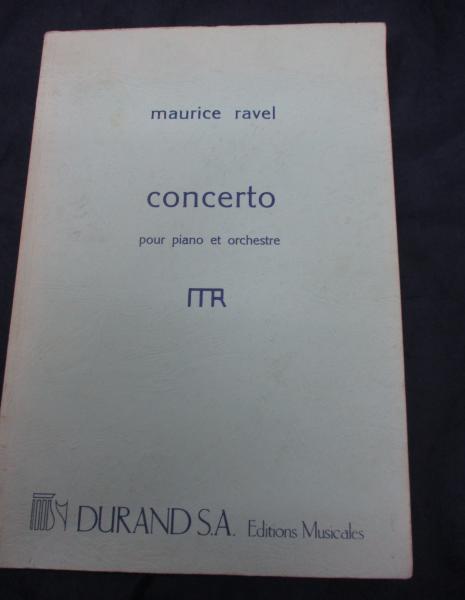 maurice ravel
concerto
pour piano et orchestre
MR
DURAND S.A. Editions Musicales